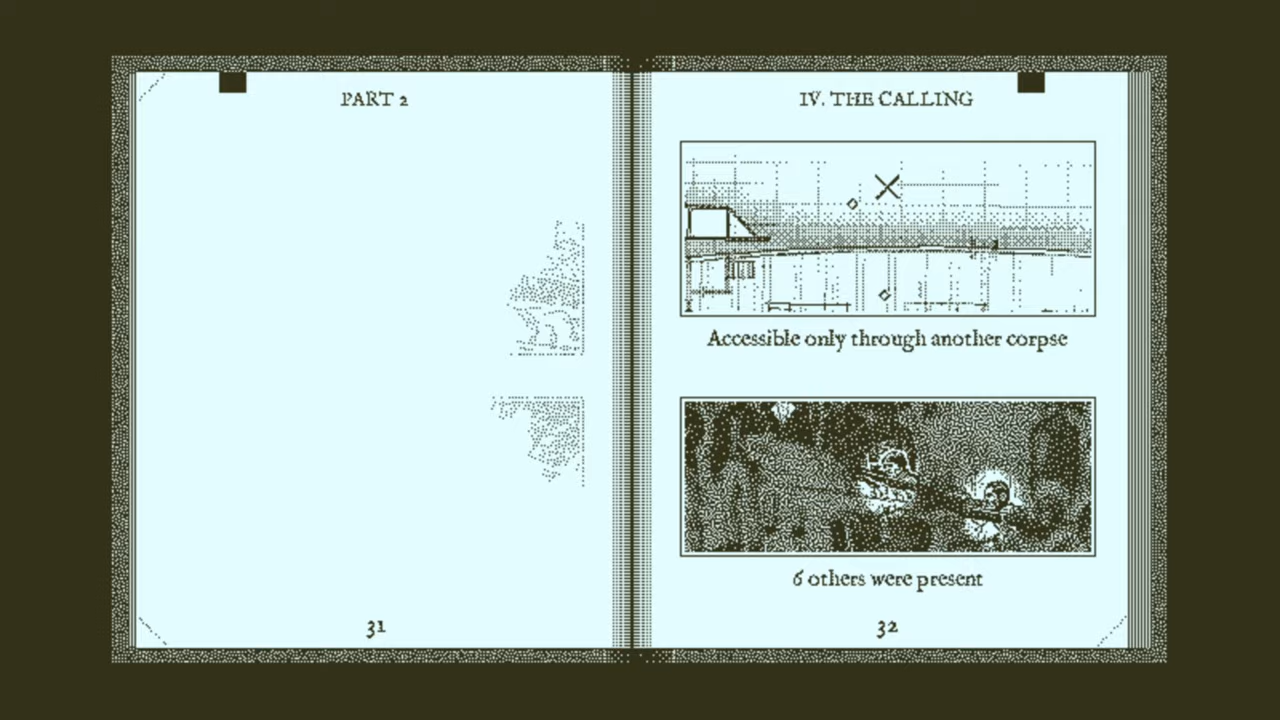 PART 2
31
IV. THE CALLING
Accessible only through another corpse
6 others were present
32